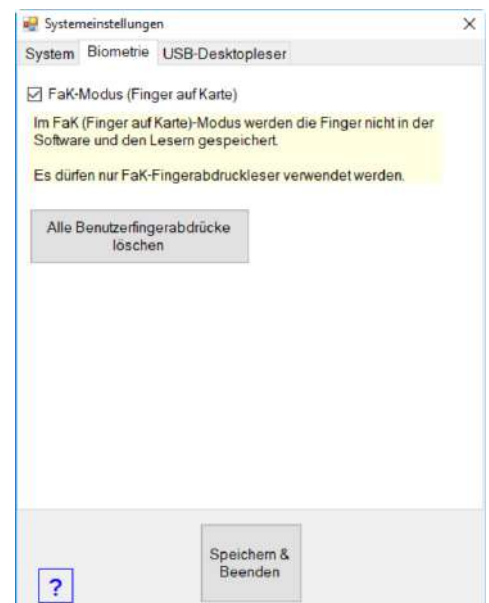 Systemeinstellungen
System Biometrie USB-Desktopleser
FaK-Modus (Finger auf Karte)
Im FaK (Finger auf Karte)-Modus werden die Finger nicht in der
Software und den Lesern gespeichert.
Es dürfen nur FaK-Fingerabdruckleser verwendet werden.
Alle Benutzerfingerabdrücke
löschen
Speichern &
Beenden
?